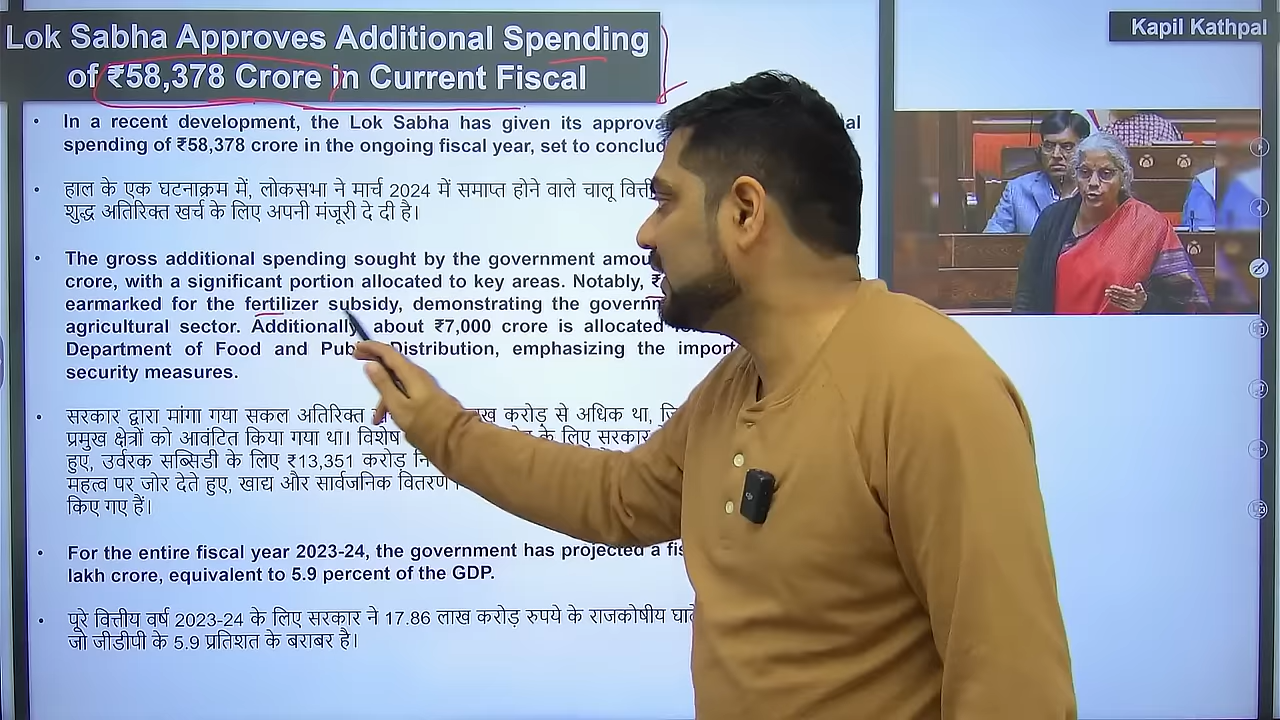 Lok Sabha Approves Additional Spending
of ₹58,378 Crore in Current Fiscal
Kapil Kathpal
In a recent development, the Lok Sabha has given its
spending of ₹58,378 crore in the ongoing fiscal year, set to
हाल के एक घटनाक्रम में, लोकसभा ने मार्च 2024 में समाप्त होने वाले चालू
शुद्ध अतिरिक्त खर्च के लिए अपनी मंजूरी दे दी है।
The gross additional spending sought by the government
crore, with a significant portion allocated to key areas. Notably,
earmarked for the fertilizer subsidy, demonstrating the
agricultural sector. Additionally about ₹7,000 crore is allocated
Department of Food and Distribution, emphasizing the
security measures.
सरकार द्वारा मांगा गया सकल अतिरिक्त करोड़ से अधिक था,
प्रमुख क्षेत्रों को आवंटित किया गया था। विशेष के लिए सरकार
हुए, उर्वरक सब्सिडी के लिए ₹13,351 करोड़
महत्व पर जोर देते हुए, खाद्य और सार्वजनिक वितरण
किए गए हैं।
For the entire fiscal year 2023-24, the government has projected a
lakh crore, equivalent to 5.9 percent of the GDP.
पूरे वित्तीय वर्ष 2023-24 के लिए सरकार ने 17.86 लाख करोड़ रुपये के राजकोषीय
जो जीडीपी के 5.9 प्रतिशत के बराबर है।